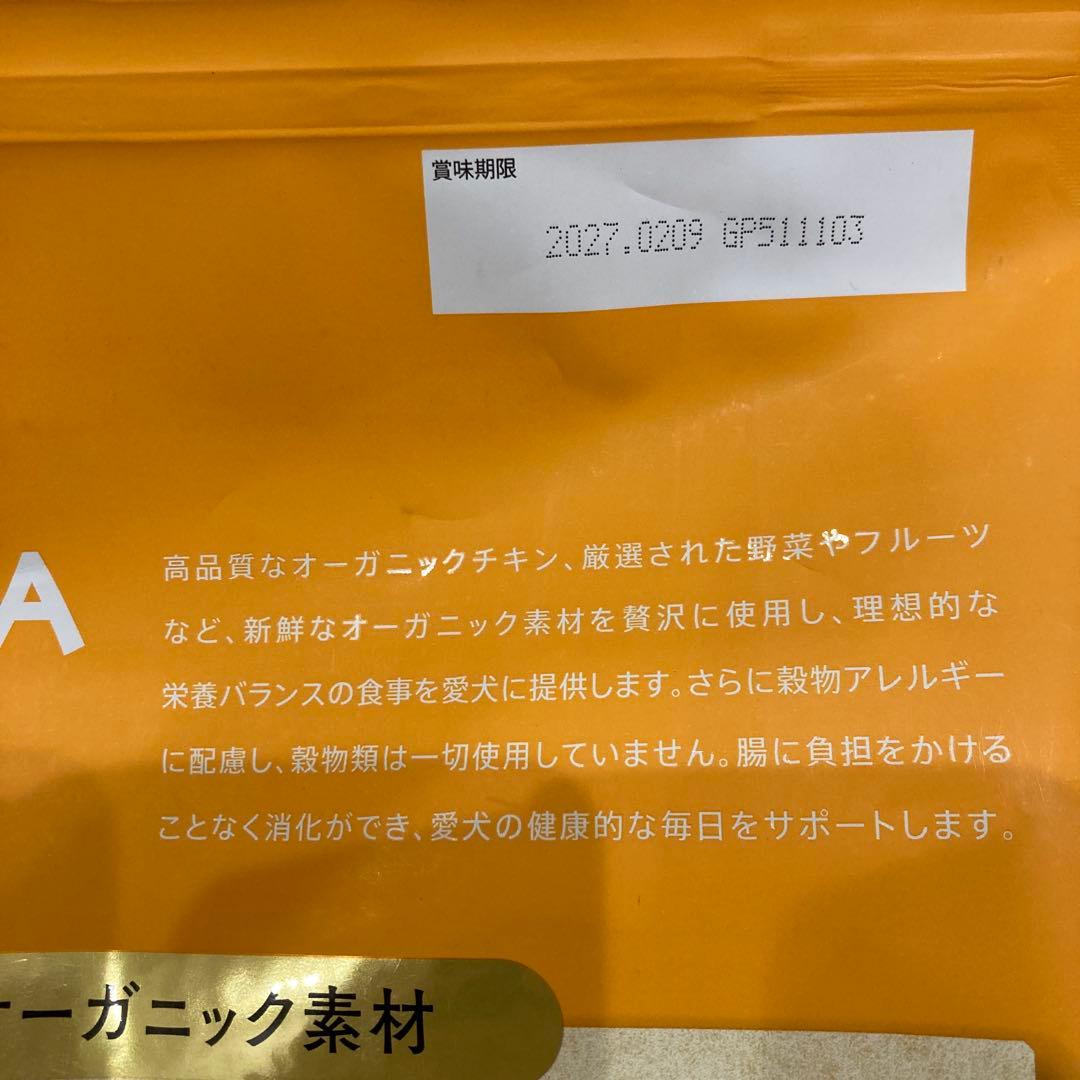 賞味期限
2027.0209 GP511103
A
高品質なオーガニックチキン、厳選された野菜やフルーツ
など、新鮮なオーガニック素材を贅沢に使用し、理想的な
栄養バランスの食事を愛犬に提供します。さらに穀物アレルギー
に配慮し、穀物類は一切使用していません。腸に負担をかける
ことなく消化ができ、愛犬の健康的な毎日をサポートします。
オーガニック素材